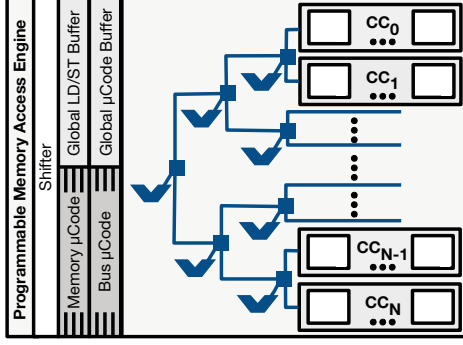 Programmable Memory Access Engine
Shifter
Global LD/ST Buffer
Global µCode Buffer
Memory µCode
Bus µCode
CC0
CC1
CCN-1
CCN